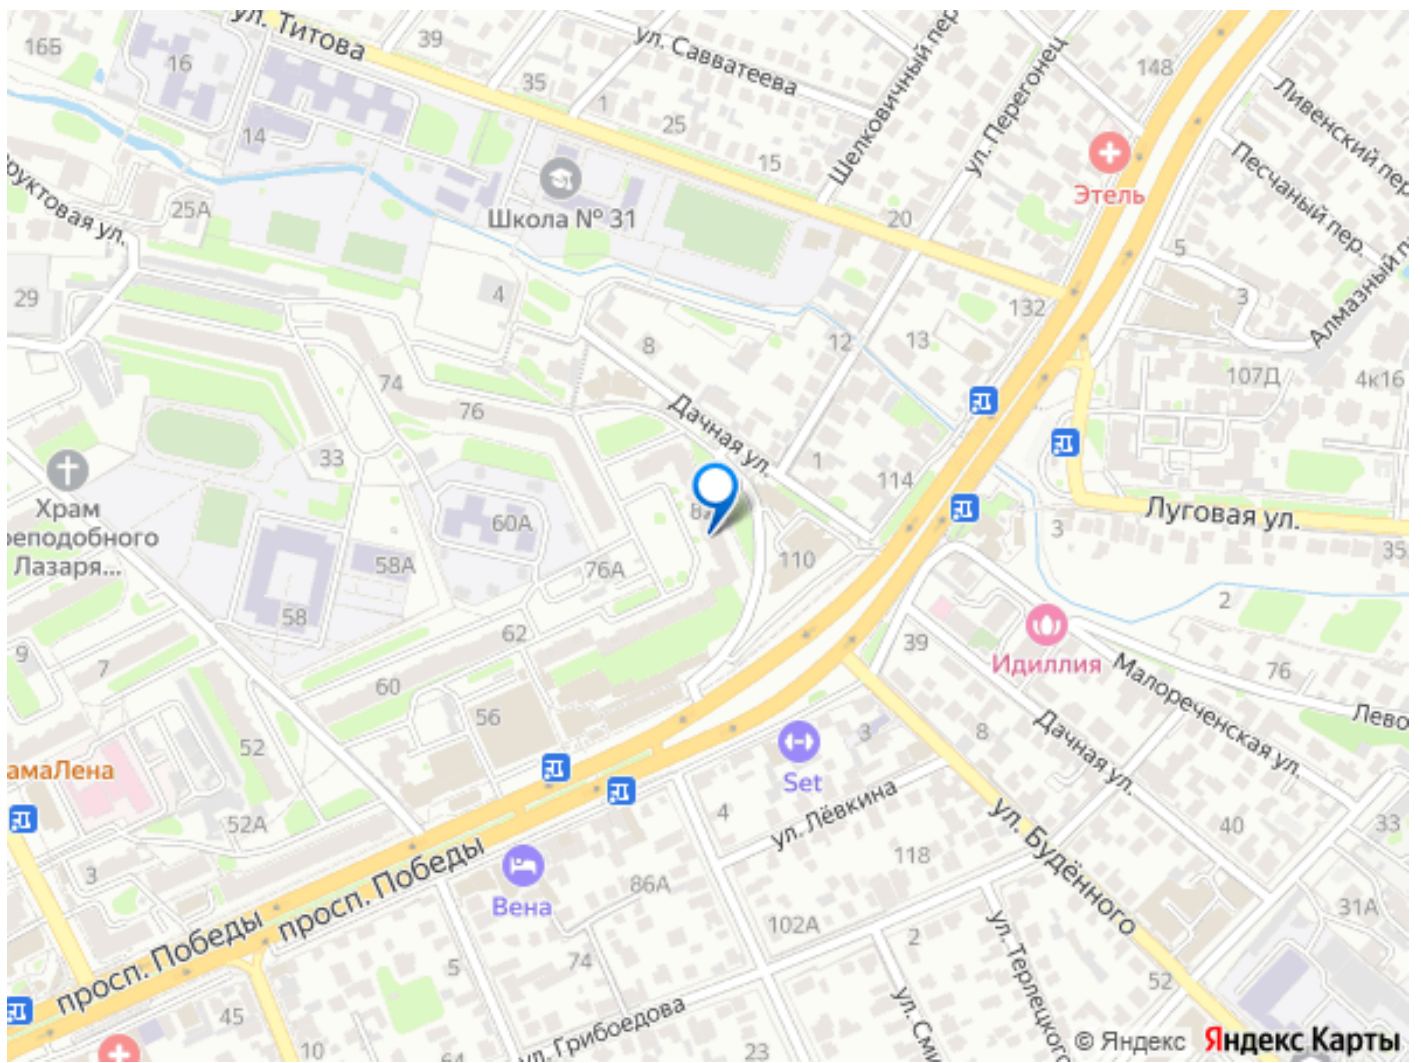 ул. Титова
39
16Б
16
ул. Савватеева
35
1
25
14
15
Шелковичный пер.
ул. Перегонец
148
Ливенский пер.
Песчаный пер.
Этель
Школа № 31
25А
20
5
3
Алмазный
29
4
132
13
12
8
107Д
4к16
74
76
Дачная ул.
33
1
114
Храм
Лазаря...
60А
Луговая ул.
3
35
110
58А
76А
58
62
2
39
Идиллия
76
Малореченская ул.
Лево
9
7
60
56
52
Set
3
8
Дачная ул.
ул. Лёвкина
4
40
33
52А
118
ул. Будённого
3
просп. Победы
просп. Победы
Вена
86А
102А
2
31А
ул. Терлецкого
74
5
52
45
10
64
ул. Грибоедова
23
© Яндекс
Яндекс Карты